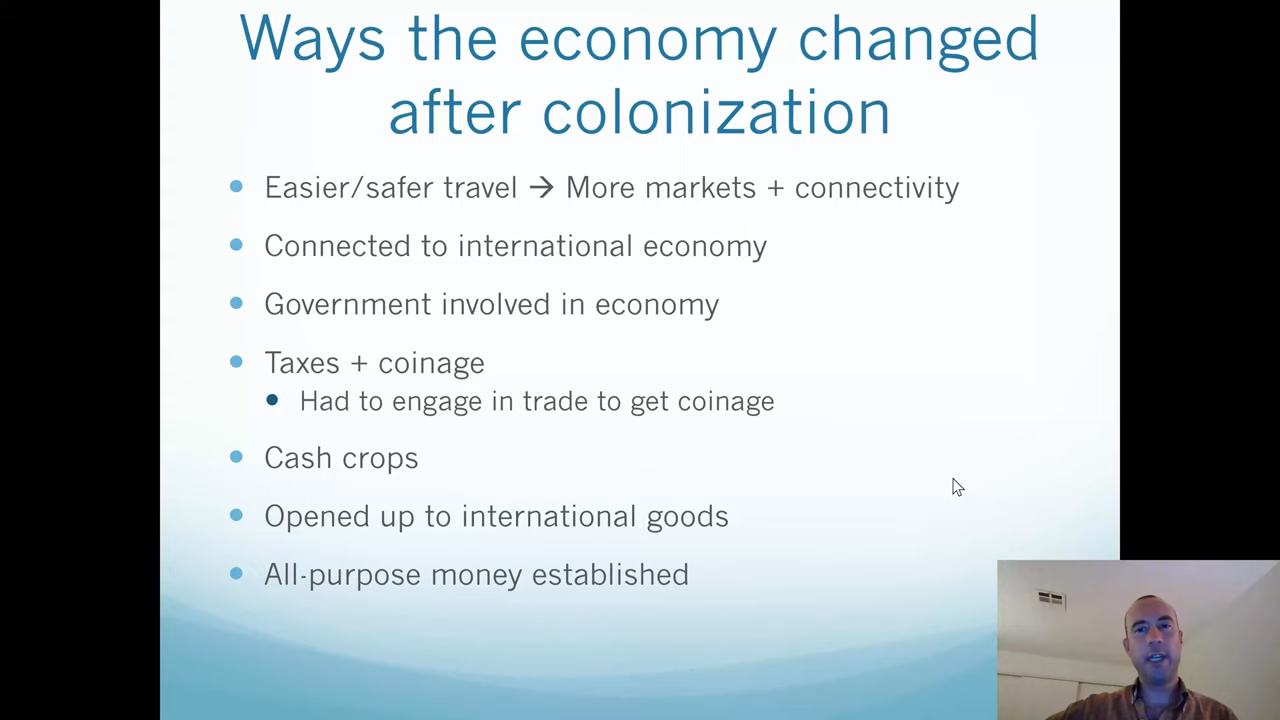 Ways the economy changed
after colonization
Easier/safer travel → More markets + connectivity
Connected to international economy
Government involved in economy
Taxes + coinage
Had to engage in trade to get coinage
Cash crops
Opened up to international goods
All-purpose money established